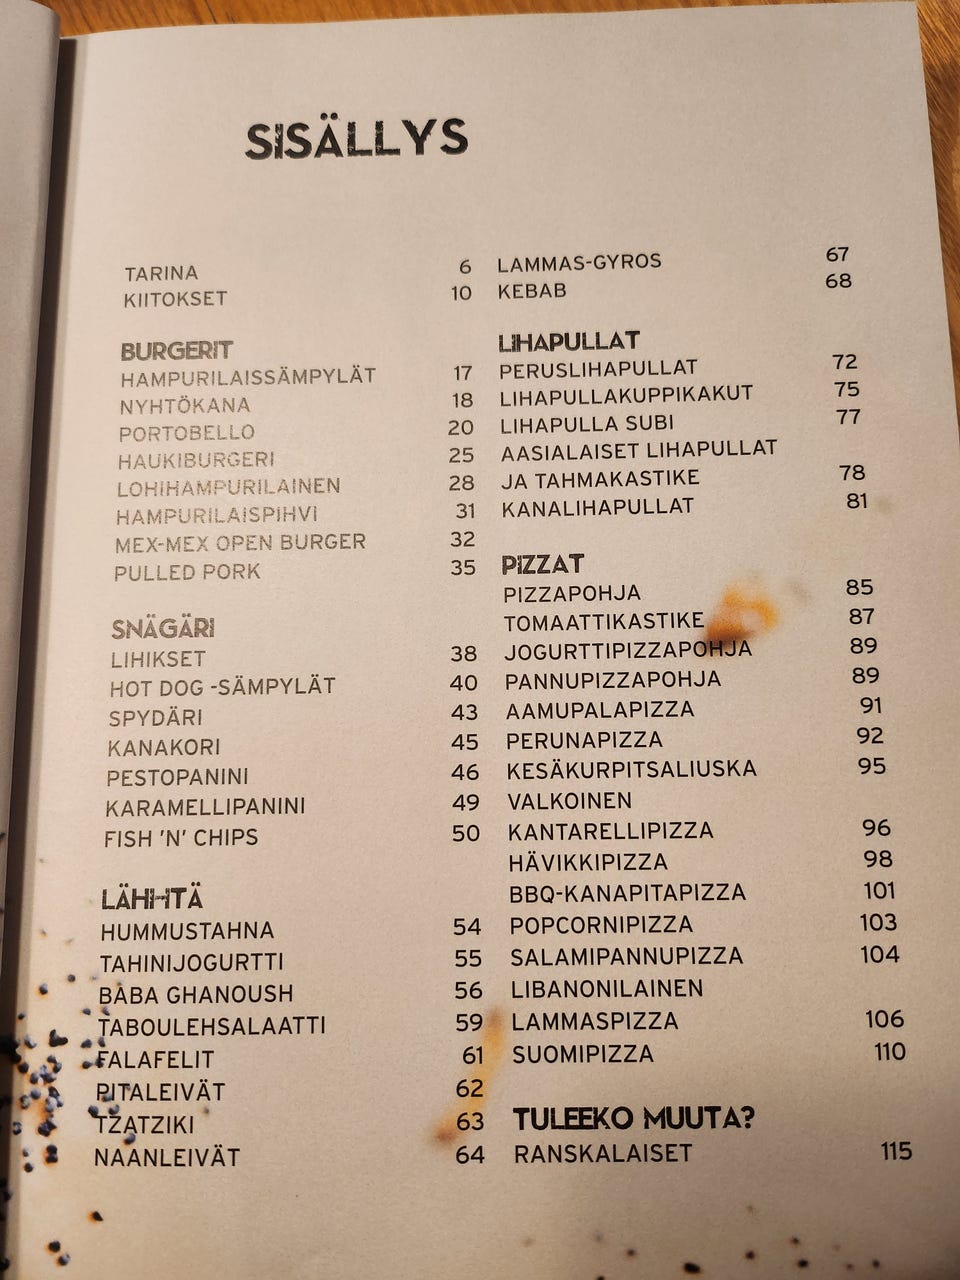 SISÄLLYS
TARINA 6
KIITOKSET 10
BURGERIT
HAMPURILAISSÄMPYLÄT 17
NYHTÖKANA 18
PORTOBELLO 20
HAUKIBURGERI 25
LOHIHAMPURILAINEN 28
HAMPURILAISPIHVI 31
MEX-MEX OPEN BURGER 32
PULLED PORK 35
SNÄGÄRI
LIHIKSET 38
HOT DOG -SÄMPYLÄT 40
SPYDÄRI 43
KANAKORI 45
PESTOPANINI 46
KARAMELLIPANINI 49
FISH 'N' CHIPS 50
LÄHI-ITÄ
HUMMUSTAHNA 54
TAHINIJOGURTTI 55
BABA GHANOUSH 56
TABOULEHSALAATTI 59
FALAFELIT 61
PITALEIVÄT 62
TZATZIKI 63
NAANLEIVÄT 64
LAMMAS-GYROS 67
KEBAB 68
LIHAPULLAT
PERUSLIHAPULLAT 72
LIHAPULLAKUPPIKAKUT 75
LIHAPULLA SUBI 77
AASIALAISET LIHAPULLAT
JA TAHMAKASTIKE 78
KANALIHAPULLAT 81
PIZZAT
PIZZAPOHJA 85
TOMAATTIKASTIKE 87
JOGURTTIPIZZAPOHJA 89
PANNUPIZZAPOHJA 89
AAMUPALAPIZZA 91
PERUNAPIZZA 92
KESÄKURPITSALIUSKA 95
VALKOINEN
KANTARELLIPIZZA 96
HÄVIKKIPIZZA 98
BBQ-KANAPITAPIZZA 101
POPCORNIPIZZA 103
SALAMIPANNUPIZZA 104
LIBANONILAINEN
LAMMASPIZZA 106
SUOMIPIZZA 110
TULEEKO MUUTA?
RANSKALAISET 115